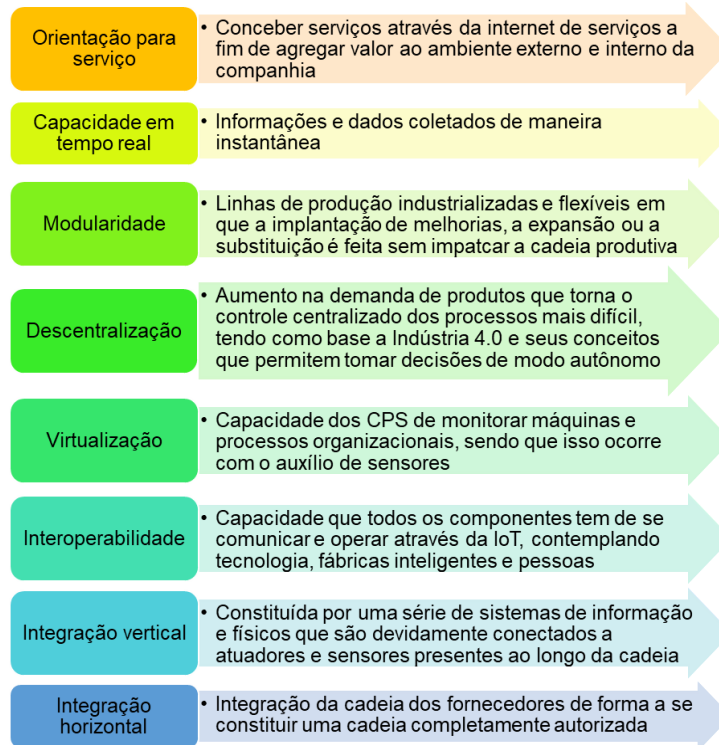 Orientação para
serviço
• Conceber serviços através da internet de serviços a
fim de agregar valor ao ambiente externo e interno da
companhia
Capacidade em
tempo real
• Informações e dados coletados de maneira
instantânea
Modularidade
• Linhas de produção industrializadas e flexíveis em
que a implantação de melhorias, a expansão ou a
substituição é feita sem impatcar a cadeia produtiva
Descentralização
• Aumento na demanda de produtos que torna o
controle centralizado dos processos mais difícil,
tendo como base a Indústria 4.0 e seus conceitos
que permitem tomar decisões de modo autônomo
Virtualização
• Capacidade dos CPS de monitorar máquinas e
processos organizacionais, sendo que isso ocorre
com o auxílio de sensores
Interoperabilidade
• Capacidade que todos os componentes tem de se
comunicar e operar através da IoT, contemplando
tecnologia, fábricas inteligentes e pessoas
Integração vertical
• Constituída por uma série de sistemas de informação
e físicos que são devidamente conectados a
atuadores e sensores presentes ao longo da cadeia
Integração
horizontal
• Integração da cadeia dos fornecedores de forma a se
constituir uma cadeia completamente autorizada